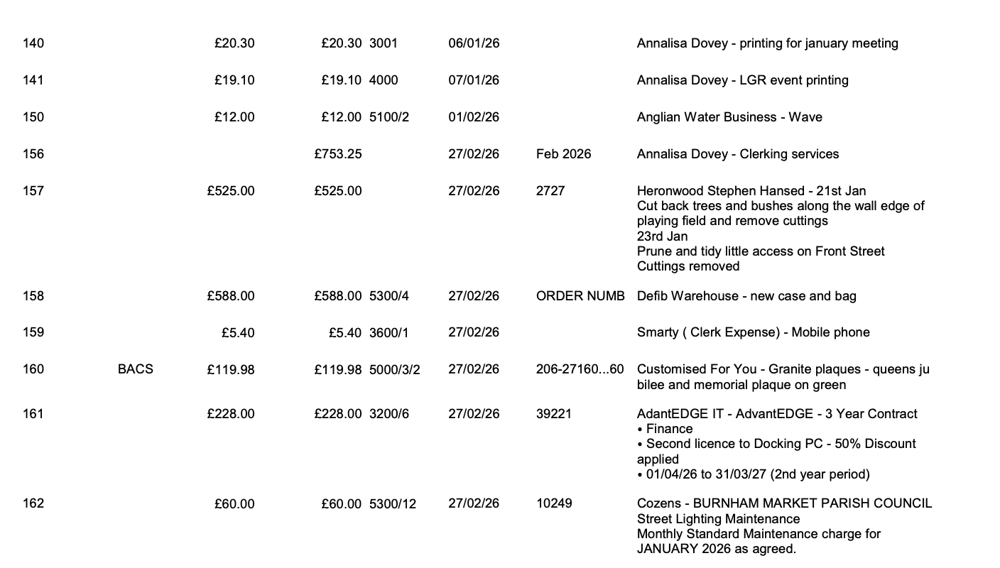 140 £20.30 £20.30 3001 06/01/26 Annalisa Dovey - printing for january meeting
141 £19.10 £19.10 4000 07/01/26 Annalisa Dovey - LGR event printing
150 £12.00 £12.00 5100/2 01/02/26 Anglian Water Business - Wave
156 £753.25 27/02/26 Feb 2026 Annalisa Dovey - Clerking services
157 £525.00 £525.00 27/02/26 2727 Heronwood Stephen Hansed - 21st Jan
Cut back trees and bushes along the wall edge of
playing field and remove cuttings
23rd Jan
Prune and tidy little access on Front Street
Cuttings removed
158 £588.00 £588.00 5300/4 27/02/26 ORDER NUMB Defib Warehouse - new case and bag
159 £5.40 £5.40 3600/1 27/02/26 Smarty ( Clerk Expense) - Mobile phone
160 BACS £119.98 £119.98 5000/3/2 27/02/26 206-27160...60 Customised For You - Granite plaques - queens ju
bilee and memorial plaque on green
161 £228.00 £228.00 3200/6 27/02/26 39221 AdantEDGE IT - AdvantEDGE - 3 Year Contract
• Finance
• Second licence to Docking PC - 50% Discount
applied
• 01/04/26 to 31/03/27 (2nd year period)
162 £60.00 £60.00 5300/12 27/02/26 10249 Cozens - BURNHAM MARKET PARISH COUNCIL
Street Lighting Maintenance
Monthly Standard Maintenance charge for
JANUARY 2026 as agreed.